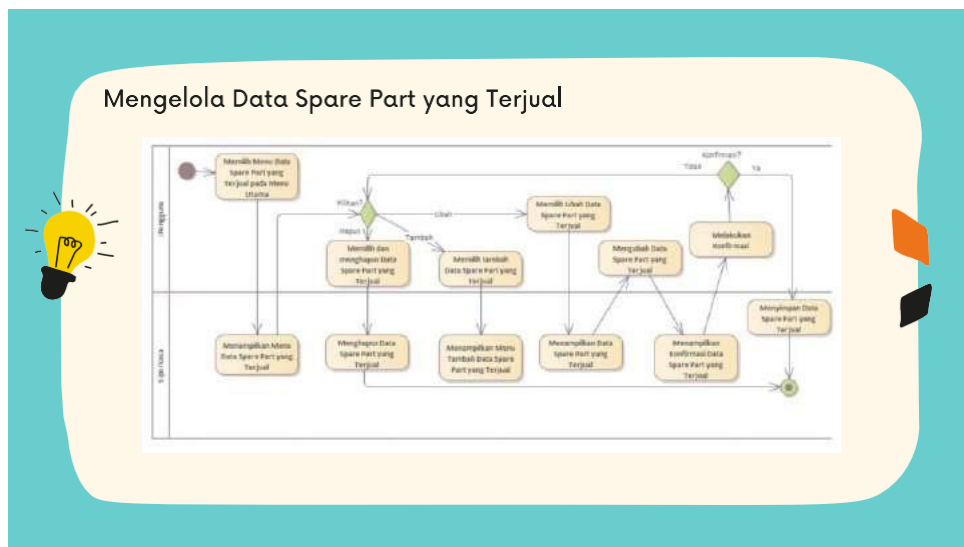 Mengelola Data Spare Part yang Terjual
Pengguna
Memilih Menu Data
Spare Part yang
Terjual pada Menu
Utama
Pilihan?
Ubah
Hapus
Tambah
Memilih dan
menghapus Data
Spare Part yang
Terjual
Memilih tambah
Data Spare Part yang
Terjual
Memilih Ubah Data
Spare Part yang
Terjual
Mengubah Data
Spare Part yang
Terjual
Konfirmasi?
Tidak
Ya
Melakukan
Konfirmasi
Menampilkan Menu
Data Spare Part yang
Terjual
Menghapus Data
Spare Part yang
Terjual
Menampilkan Menu
Tambah Data Spare
Part yang Terjual
Menampilkan Data
Spare Part yang
Terjual
Menampilkan
Konfirmasi Data
Spare Part yang
Terjual
Menyimpan Data
Spare Part yang
Terjual